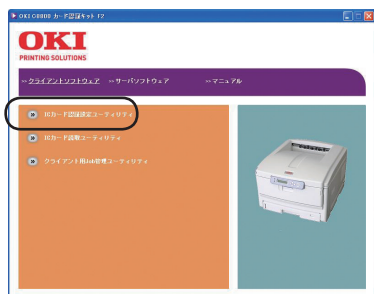 OKI C8800 カード認証キット F2
OKI
PRINTING SOLUTIONS
>> クライアントソフトウェア >> サーバソフトウェア >> マニュアル
ICカード認証設定ユーティリティ
ICカード読取ユーティリティ
クライアント用Job管理ユーティリティ